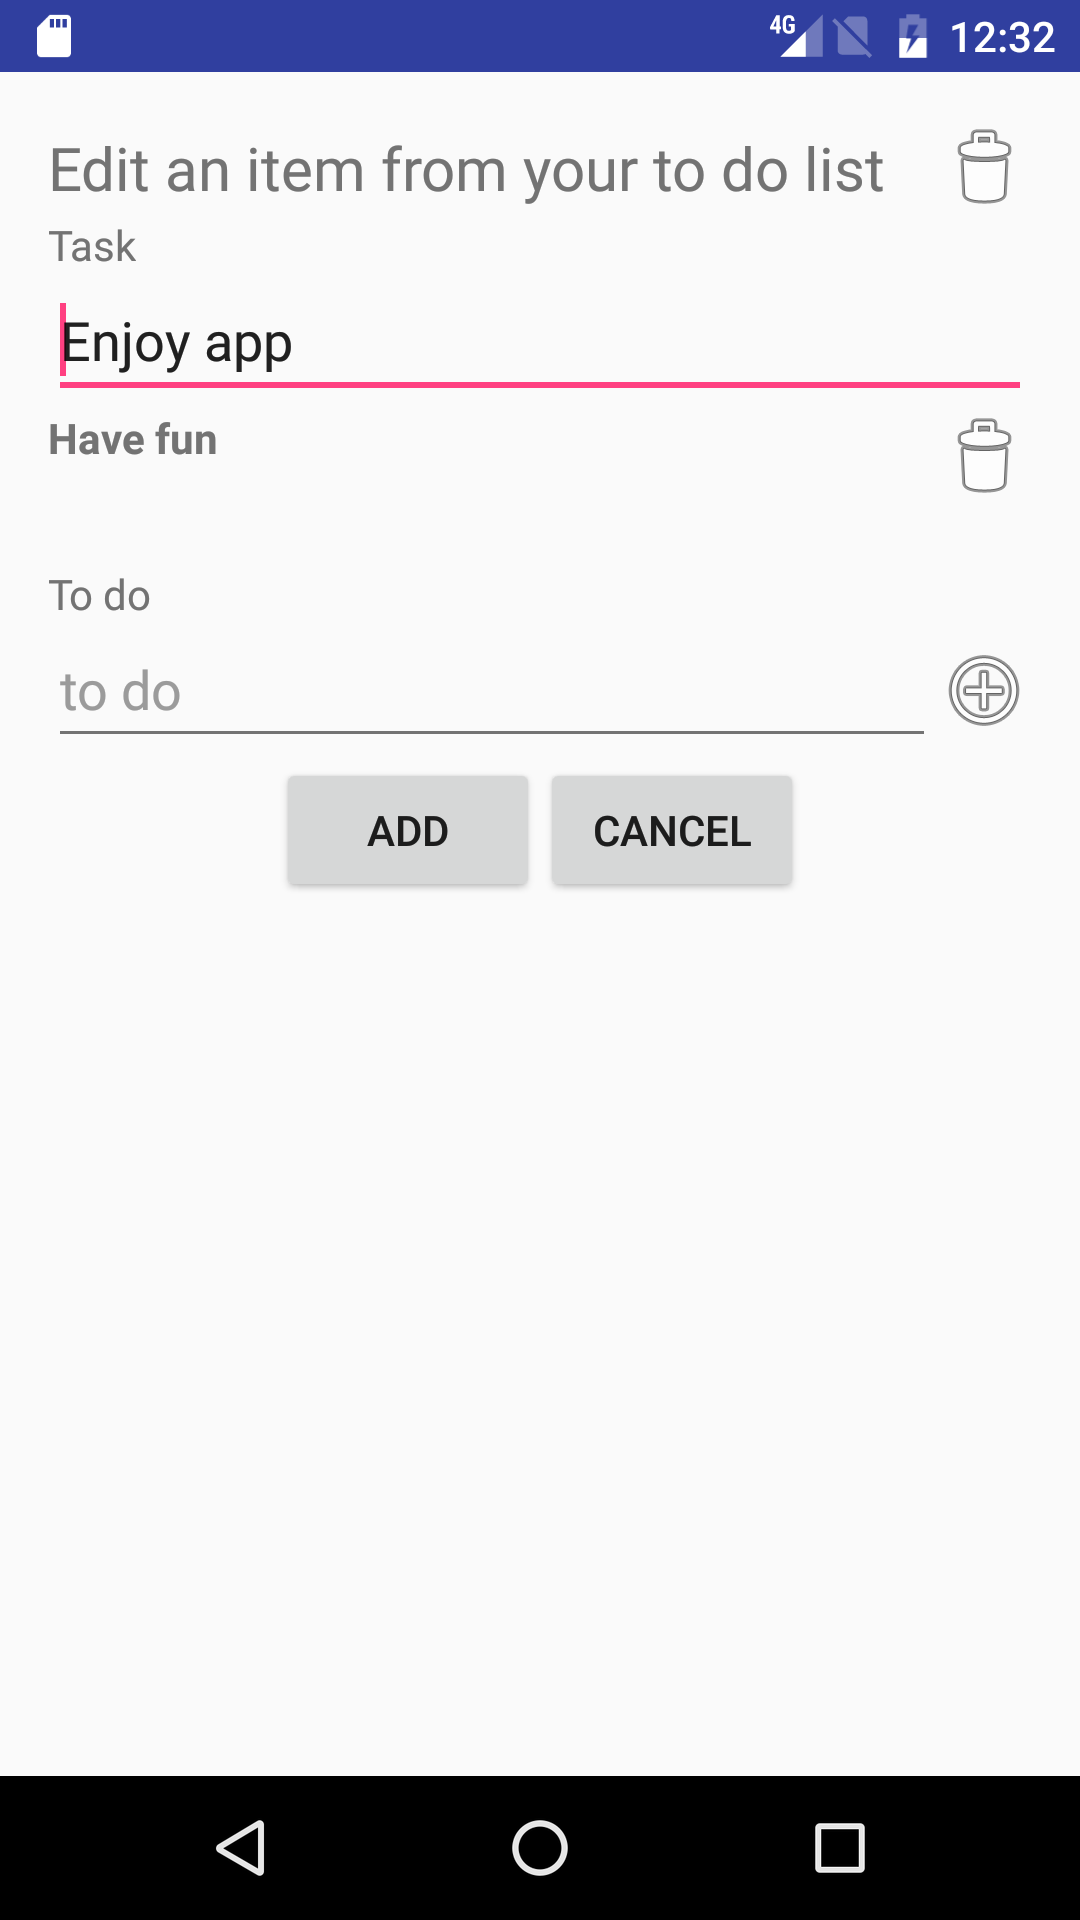 4G 12:32
Edit an item from your to do list
Task
Enjoy app
Have fun
To do
to do
ADD CANCEL